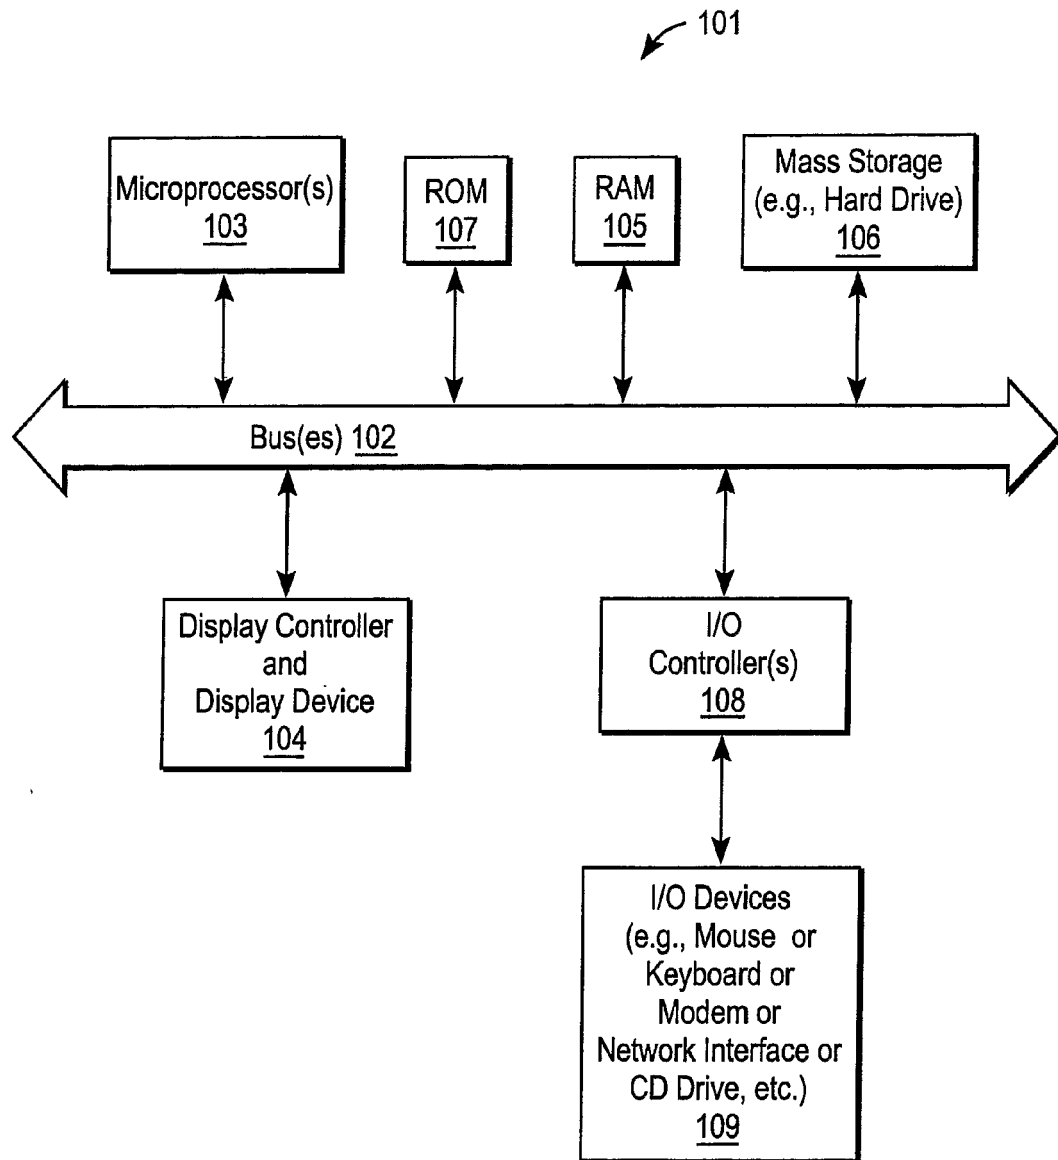 101
Microprocessor(s)
103
ROM
107
RAM
105
Mass Storage
(e.g., Hard Drive)
106
Bus(es) 102
Display Controller
and
Display Device
104
I/O
Controller(s)
108
I/O Devices
(e.g., Mouse or
Keyboard or
Modem or
Network Interface or
CD Drive, etc.)
109